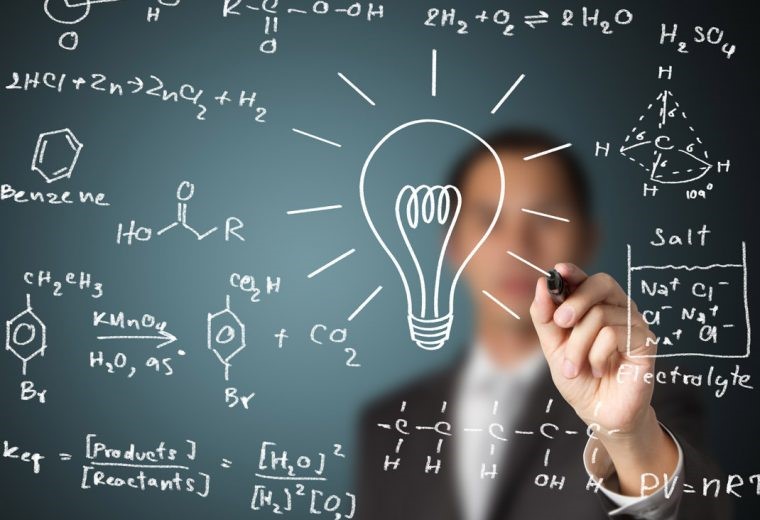 O
H
R-C-O-OH
O
2H₂+O₂⇌2H₂O
H₂SO₄
2HCl+Zn→ZnCl₂+H₂
H
C
H
H
H
109°
Benzene
O
HO
R
Salt
Na⁺ Cl⁻
Cl⁻ Na⁺
Na⁺ Cl⁻
Electrolyte
CH₂CH₃
Br
KMnO₄
H₂O, 95°
CO₂H
Br
+ CO₂
-C-C-C-C-C-
H H H OH H
Keq = [Products]/[Reactants] = [H₂O]²/[H₂]²[O₂]
PV=nRT